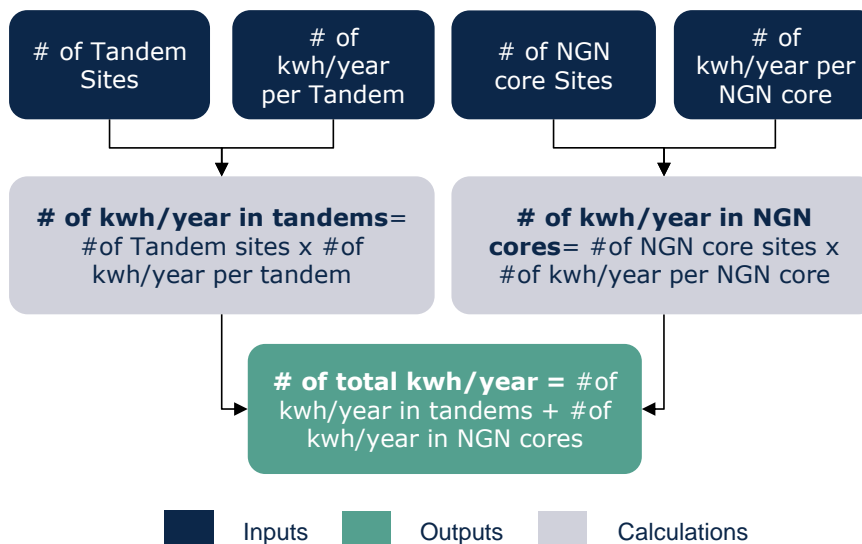 # of Tandem
Sites
# of
kwh/year
per Tandem
# of NGN
core Sites
# of
kwh/year per
NGN core
# of kwh/year in tandems=
#of Tandem sites x #of
kwh/year per tandem
# of kwh/year in NGN
cores= #of NGN core sites x
#of kwh/year per NGN core
# of total kwh/year = #of
kwh/year in tandems + #of
kwh/year in NGN cores
Inputs Outputs Calculations